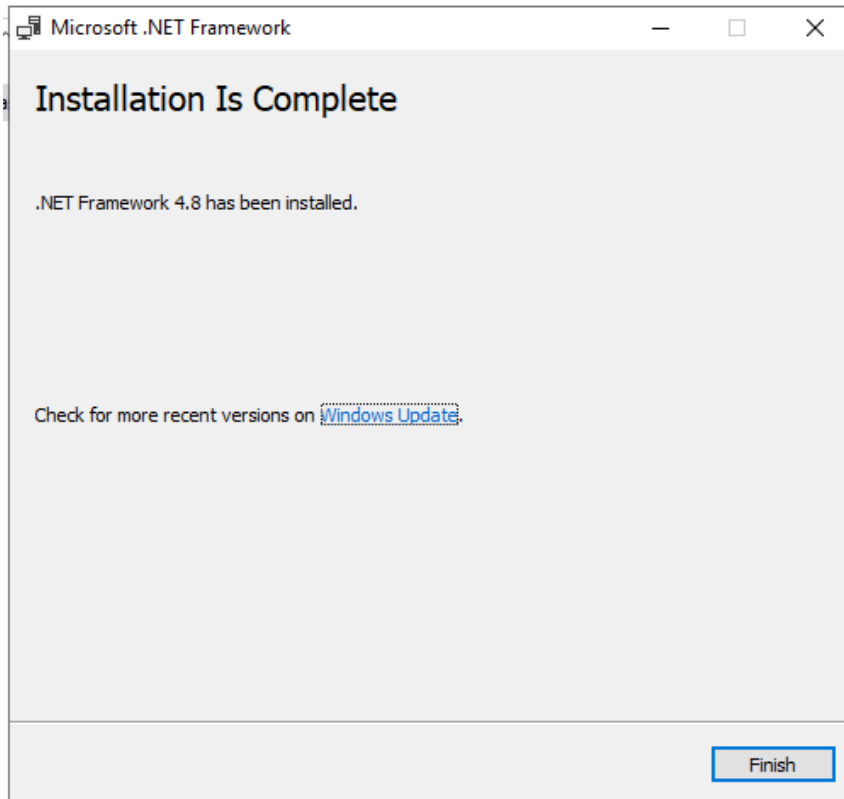 Microsoft .NET Framework
Installation Is Complete
.NET Framework 4.8 has been installed.
Check for more recent versions on Windows Update.
Finish